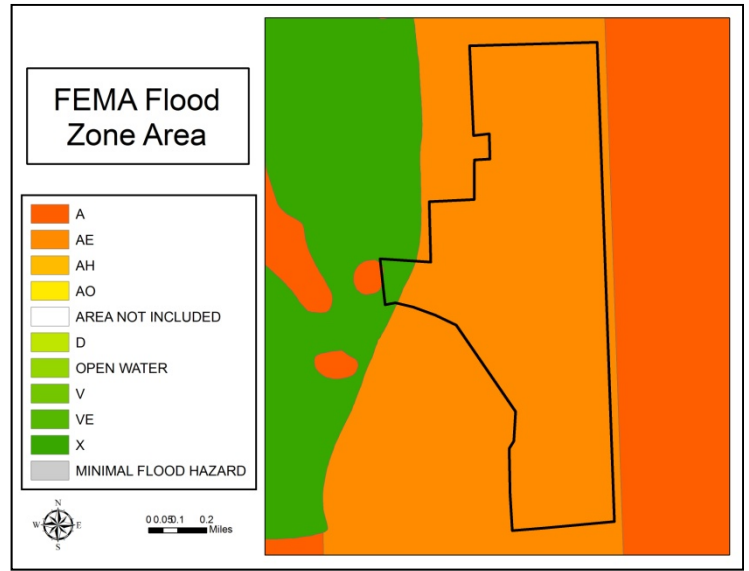 FEMA Flood
Zone Area
A
AE
AH
AO
AREA NOT INCLUDED
D
OPEN WATER
V
VE
X
MINIMAL FLOOD HAZARD
N
W E
S
0 0.05 0.1 0.2
Miles